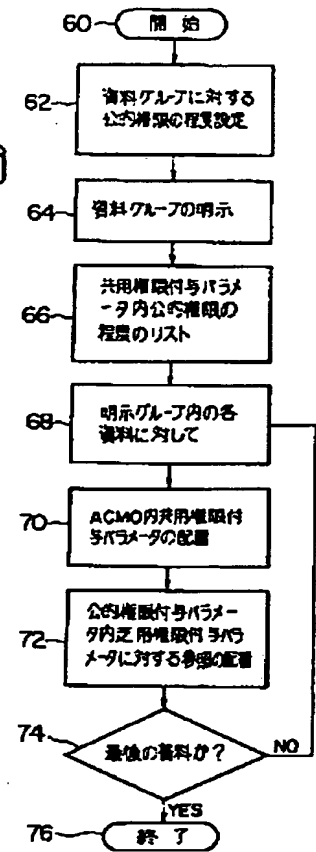 60
開始
62
資料グループに対する
公的権限の程度設定
64
資料グループの明示
66
共用権限付与パラメ
ータ内公的権限の
程度のリスト
68
明示グループ内の各
資料に対して
70
ACMO内共用権限付
与パラメータの配置
72
公的権限付与パラメー
タ内 用権限付与パラ
メータに対する参照の配置
74
最後の資料か?
NO
YES
76
終了